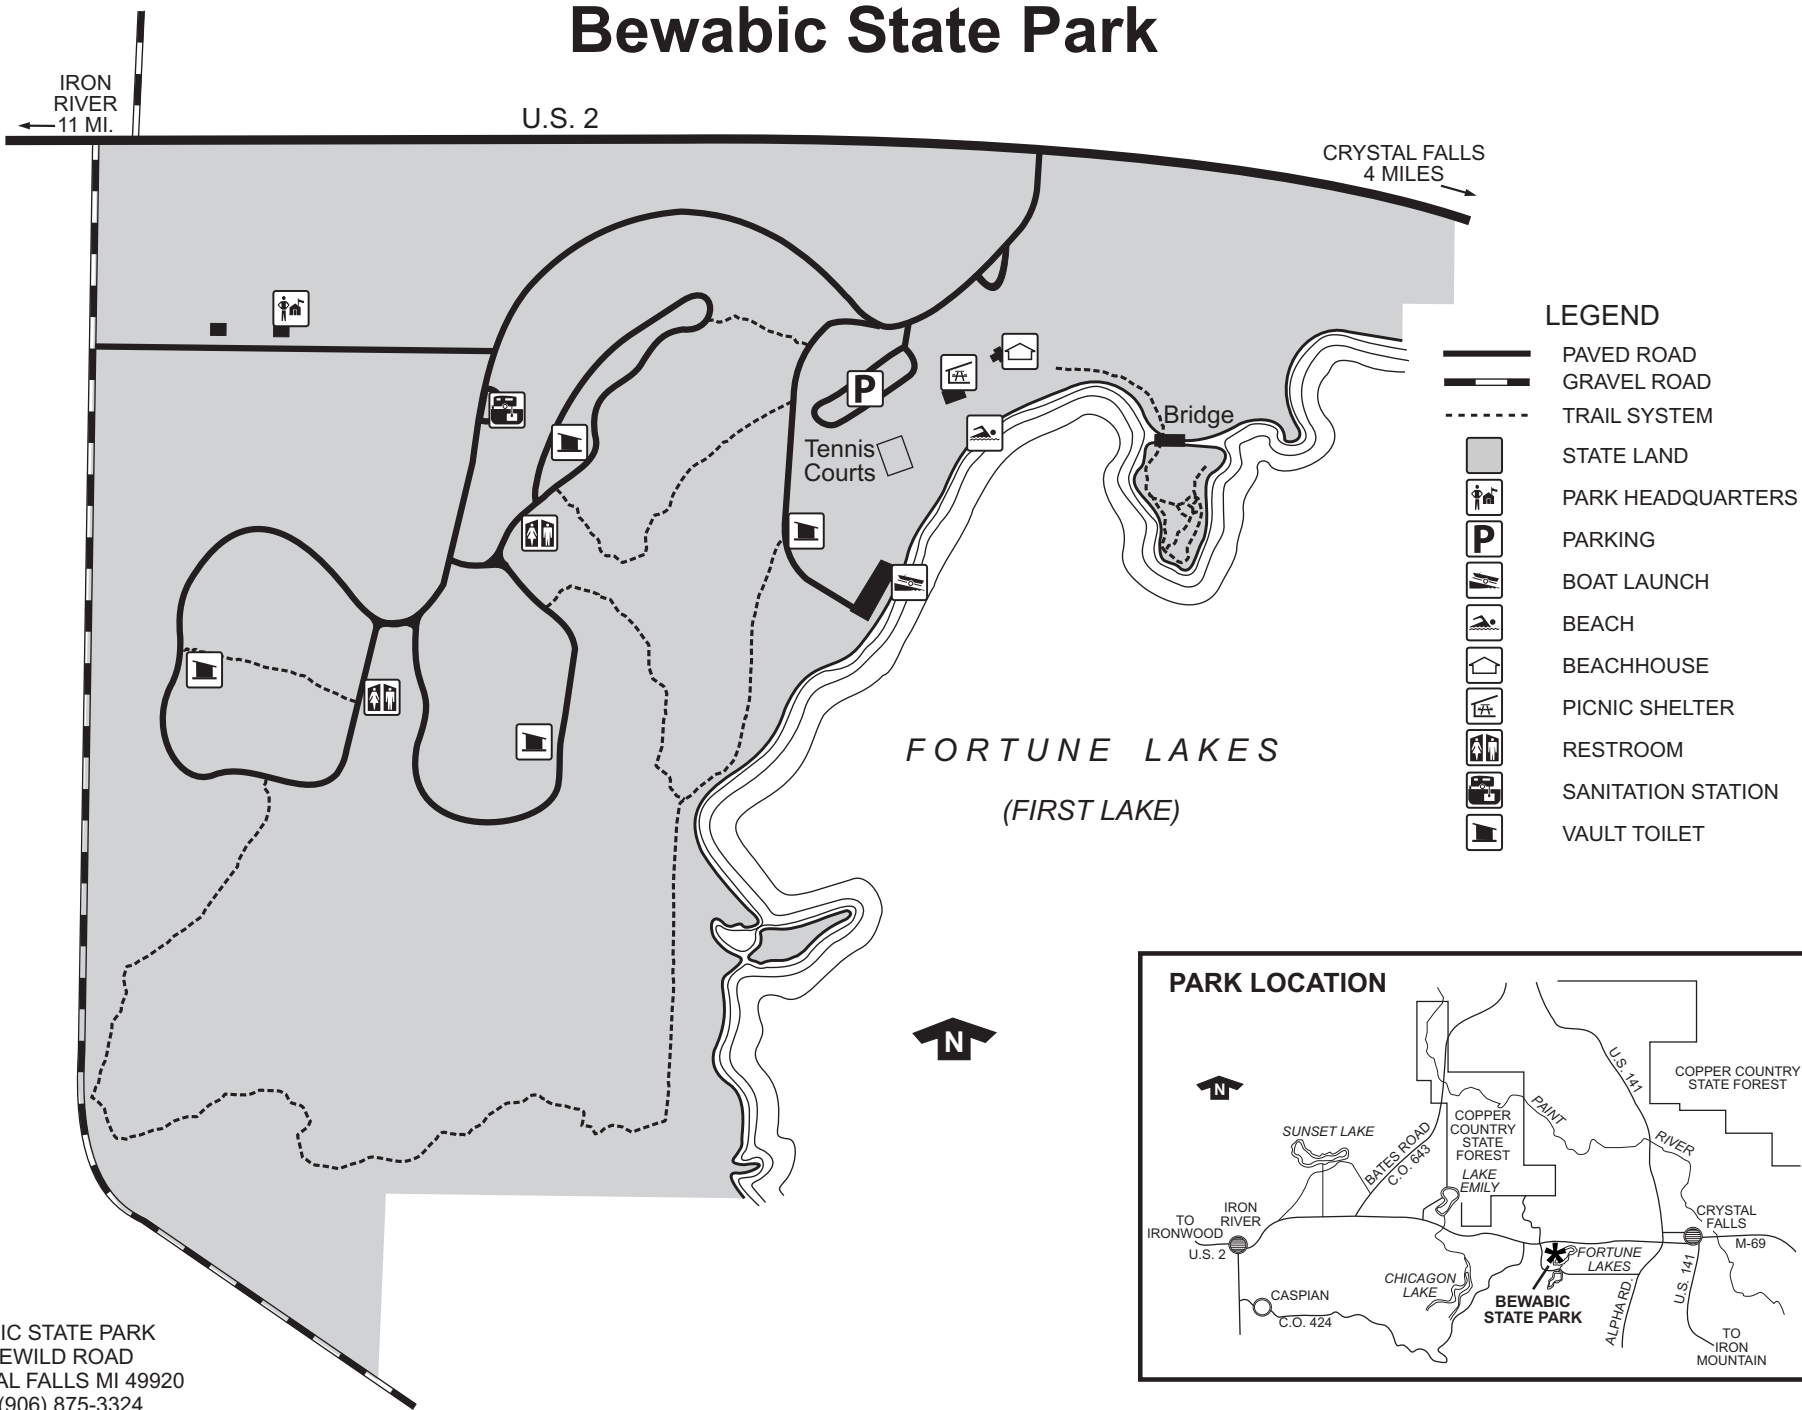 Bewabic State Park
IRON
RIVER
11 MI.
U.S. 2
CRYSTAL FALLS
4 MILES
LEGEND
PAVED ROAD
GRAVEL ROAD
TRAIL SYSTEM
STATE LAND
PARK HEADQUARTERS
P PARKING
BOAT LAUNCH
BEACH
BEACHHOUSE
PICNIC SHELTER
RESTROOM
SANITATION STATION
VAULT TOILET
P
Tennis
Courts
Bridge
FORTUNE LAKES
(FIRST LAKE)
N
PARK LOCATION
N
U.S. 141
COPPER COUNTRY
STATE FOREST
PAINT
RIVER
COPPER
COUNTRY
STATE
FOREST
SUNSET LAKE
BATES ROAD
C.O. 643
LAKE
EMILY
IRON
RIVER
TO
IRONWOOD
U.S. 2
CRYSTAL
FALLS
M-69
FORTUNE
LAKES
CHICAGON
LAKE
BEWABIC
STATE PARK
CASPIAN
C.O. 424
ALPHA RD.
U.S. 141
TO
IRON
MOUNTAIN
IC STATE PARK
EWILD ROAD
AL FALLS MI 49920
(906) 875-3324